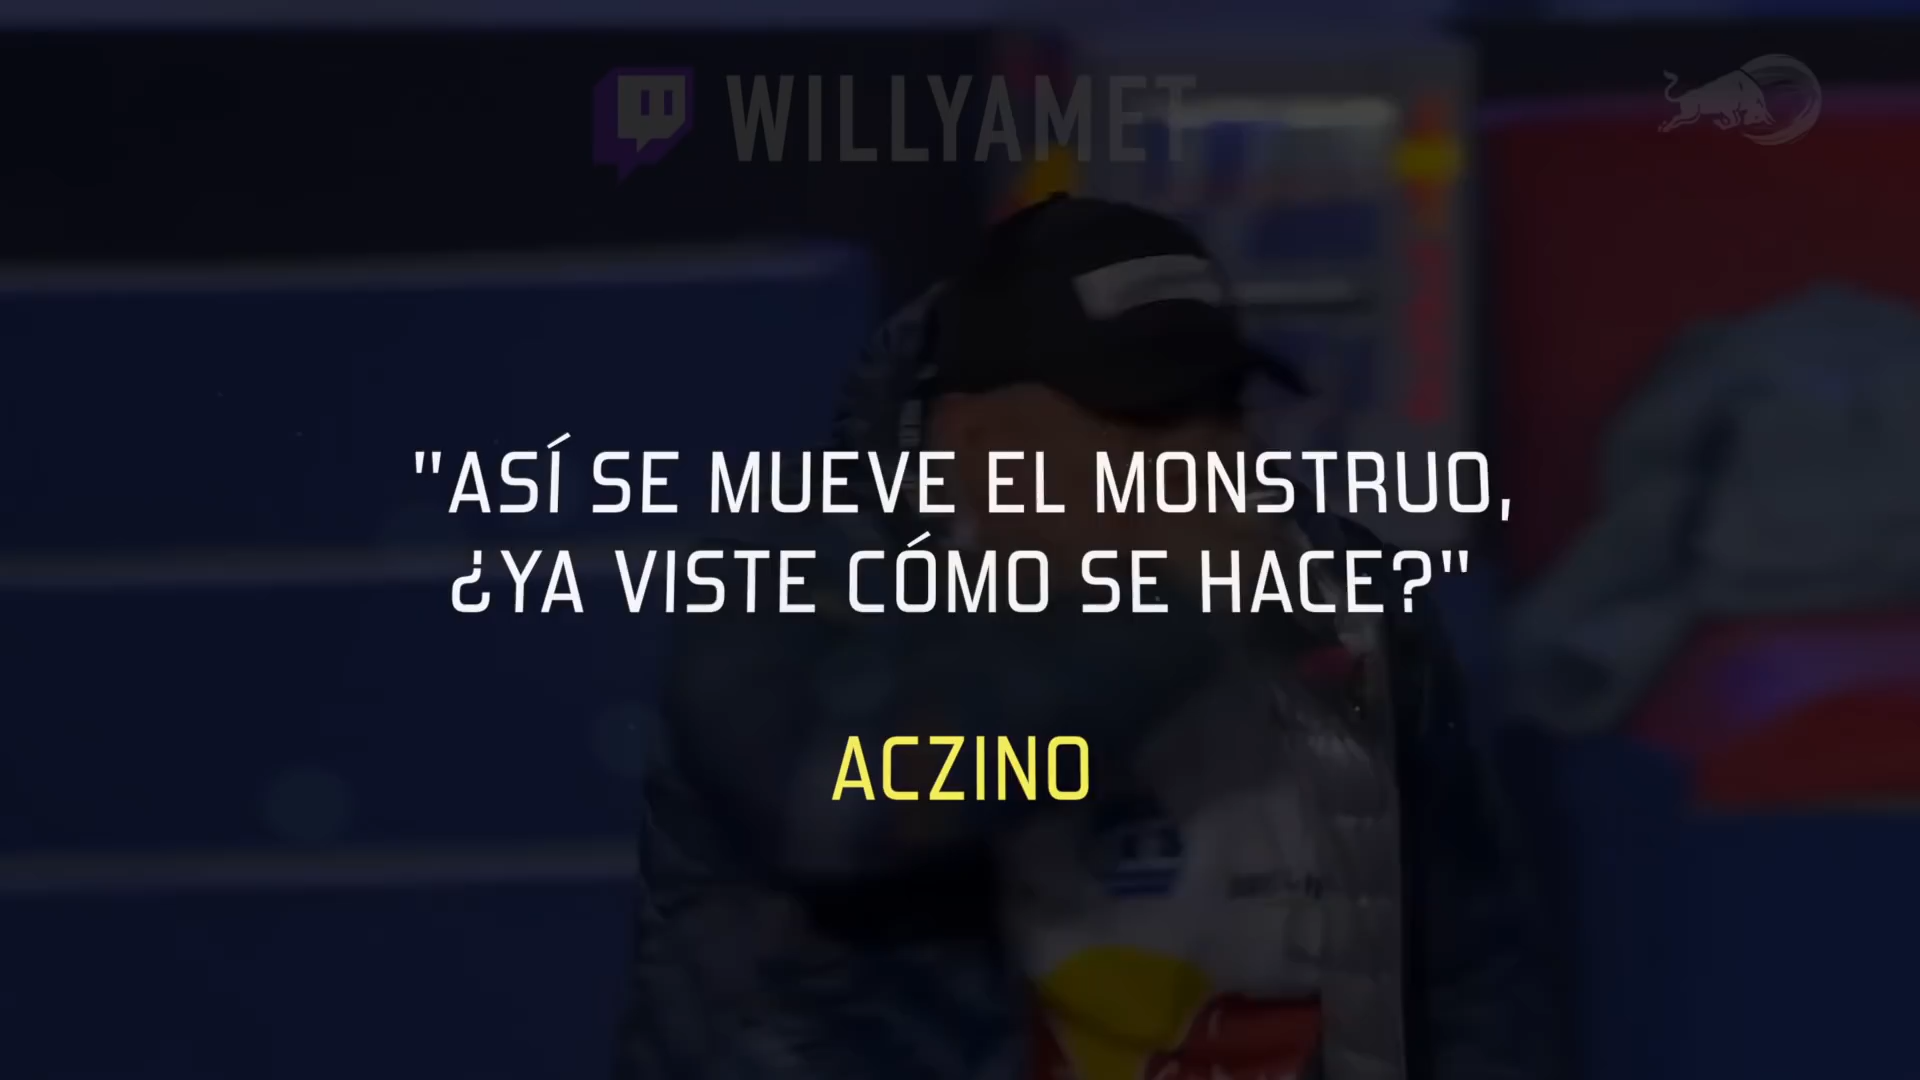 WILLYAMET
"ASÍ SE MUEVE EL MONSTRUO,
¿YA VISTE CÓMO SE HACE?"
ACZINO